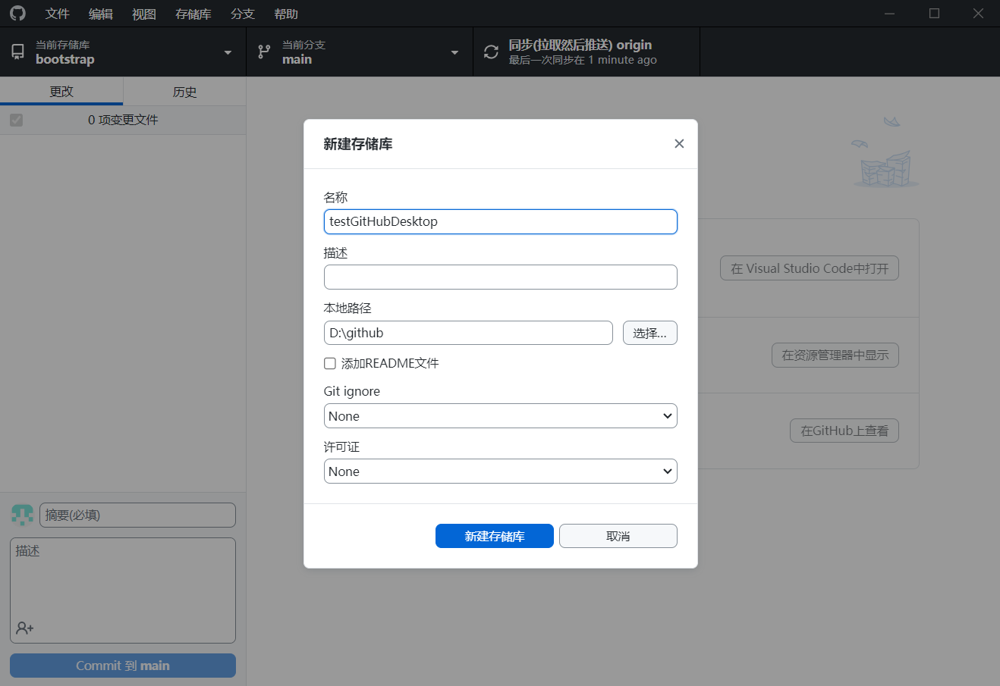 文件 编辑 视图 存储库 分支 帮助
当前存储库
bootstrap
当前分支
main
同步(拉取然后推送) origin
最后一次同步在 1 minute ago
更改 历史
0 项变更文件
新建存储库
名称
testGitHubDesktop
描述
本地路径
D:\github 选择...
添加README文件
Git ignore
None
许可证
None
新建存储库 取消
在 Visual Studio Code中打开
在资源管理器中显示
在GitHub上查看
摘要(必填)
描述
Commit 到 main